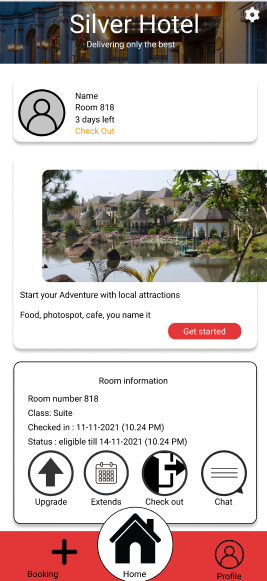 Silver Hotel
Delivering only the best
Name
Room 818
3 days left
Check Out
Start your Adventure with local attractions
Food, photospot, cafe, you name it
Get started
Room information
Room number 818
Class: Suite
Checked in : 11-11-2021 (10.24 PM)
Status : eligible till 14-11-2021 (10.24 PM)
Upgrade Extends Check out Chat
Booking Home Profile